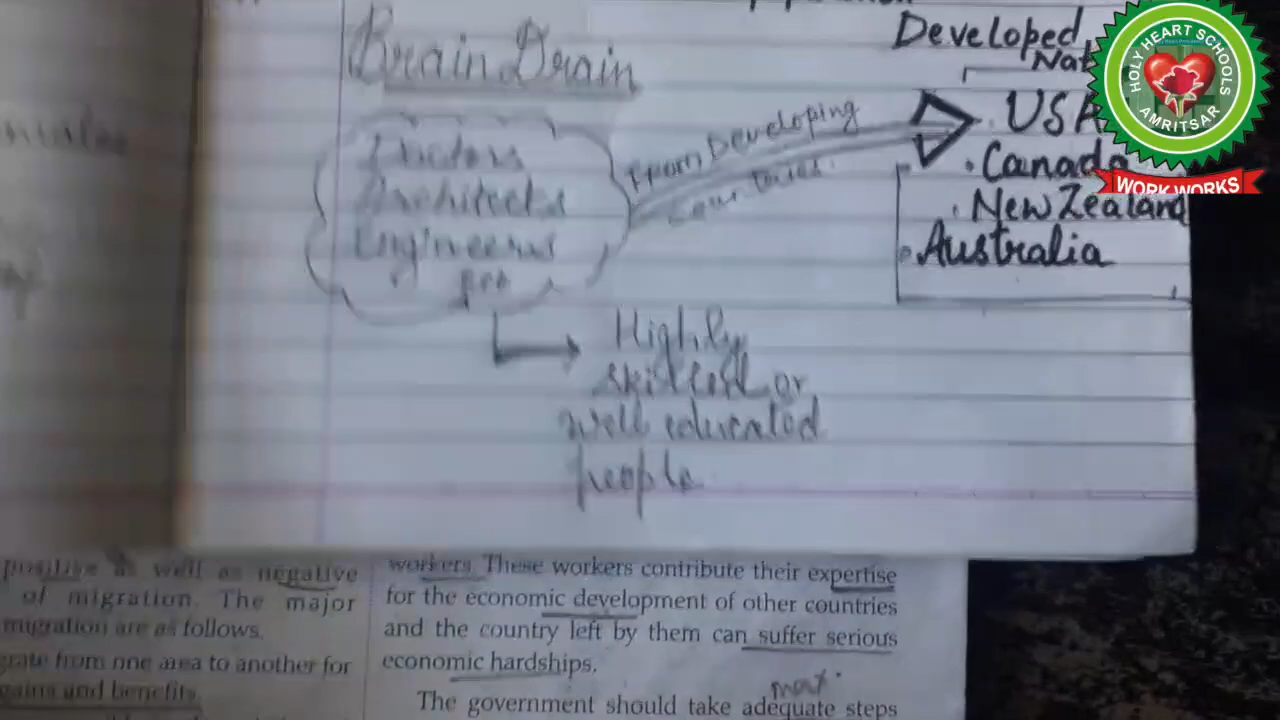 Brain Drain
Doctors
Architects
Engineers
From Developing
Countries.
Developed
Nat
USA
Canada
New Zealand
Australia
Highly
skilled or
well educated
people
HOLY HEART SCHOOLS
AMRITSAR
WORK WORKS
positive as well as negative
of migration. The major
migration are as follows.
grate from one area to another for
gains and benefits.
workers. These workers contribute their expertise
for the economic development of other countries
and the country left by them can suffer serious
economic hardships.
The government should take adequate steps